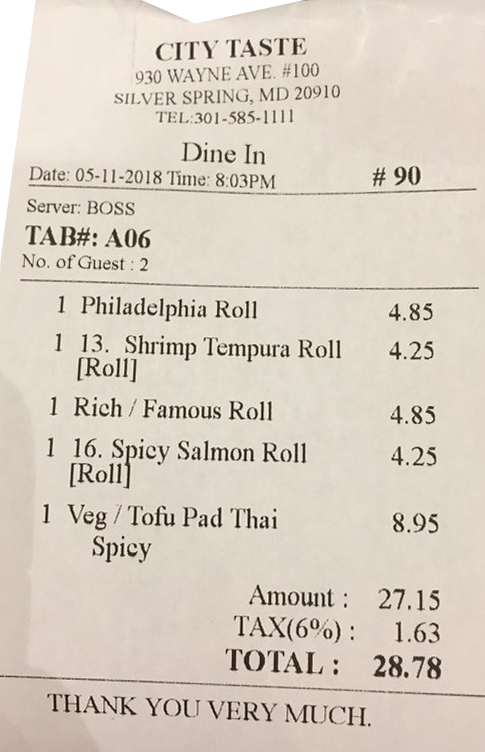 CITY TASTE
930 WAYNE AVE. #100
SILVER SPRING, MD 20910
TEL:301-585-1111
Dine In
Date: 05-11-2018 Time: 8:03PM # 90
Server: BOSS
TAB#: A06
No. of Guest : 2
1 Philadelphia Roll 4.85
1 13. Shrimp Tempura Roll 4.25
[Roll]
1 Rich / Famous Roll 4.85
1 16. Spicy Salmon Roll 4.25
[Roll]
1 Veg / Tofu Pad Thai 8.95
Spicy
Amount : 27.15
TAX(6%) : 1.63
TOTAL : 28.78
THANK YOU VERY MUCH.